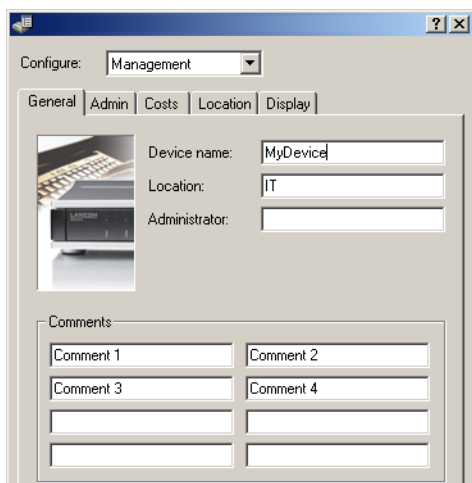 Configure: Management
General Admin Costs Location Display
LANCOM
Device name: MyDevice
Location: IT
Administrator:
Comments
Comment 1 Comment 2
Comment 3 Comment 4